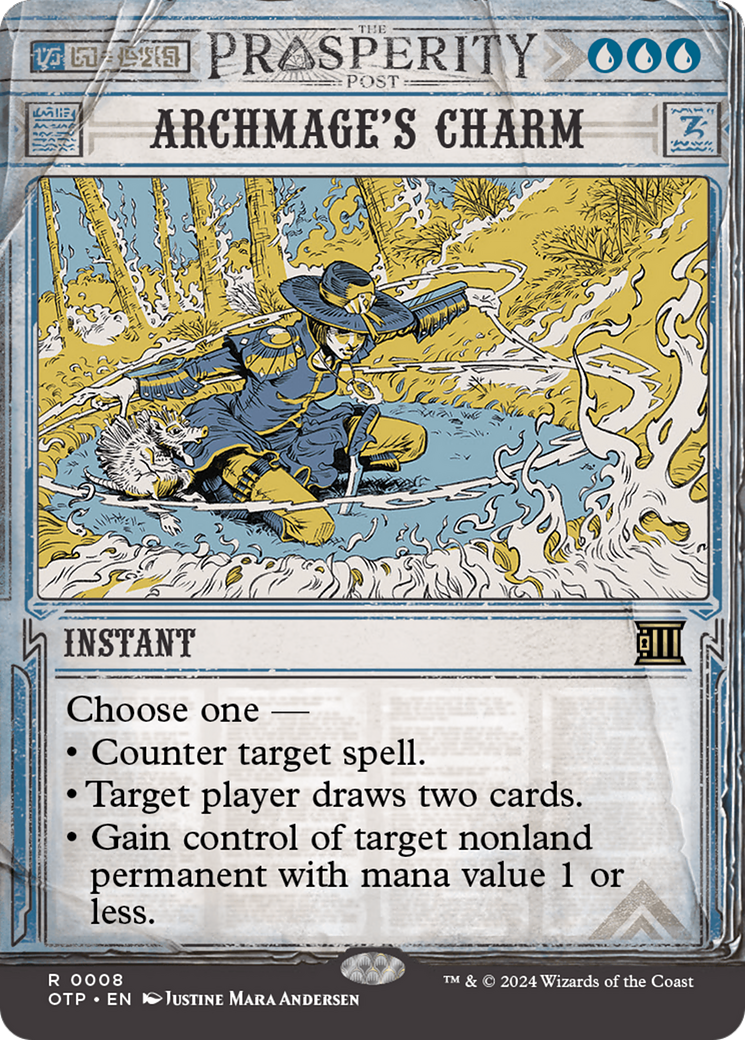 THE
PROSPERITY
POST
ARCHMAGE'S CHARM
INSTANT
Choose one —
• Counter target spell.
• Target player draws two cards.
• Gain control of target nonland
permanent with mana value 1 or
less.
R 0008
OTP • EN Justine Mara Andersen
™ & © 2024 Wizards of the Coast